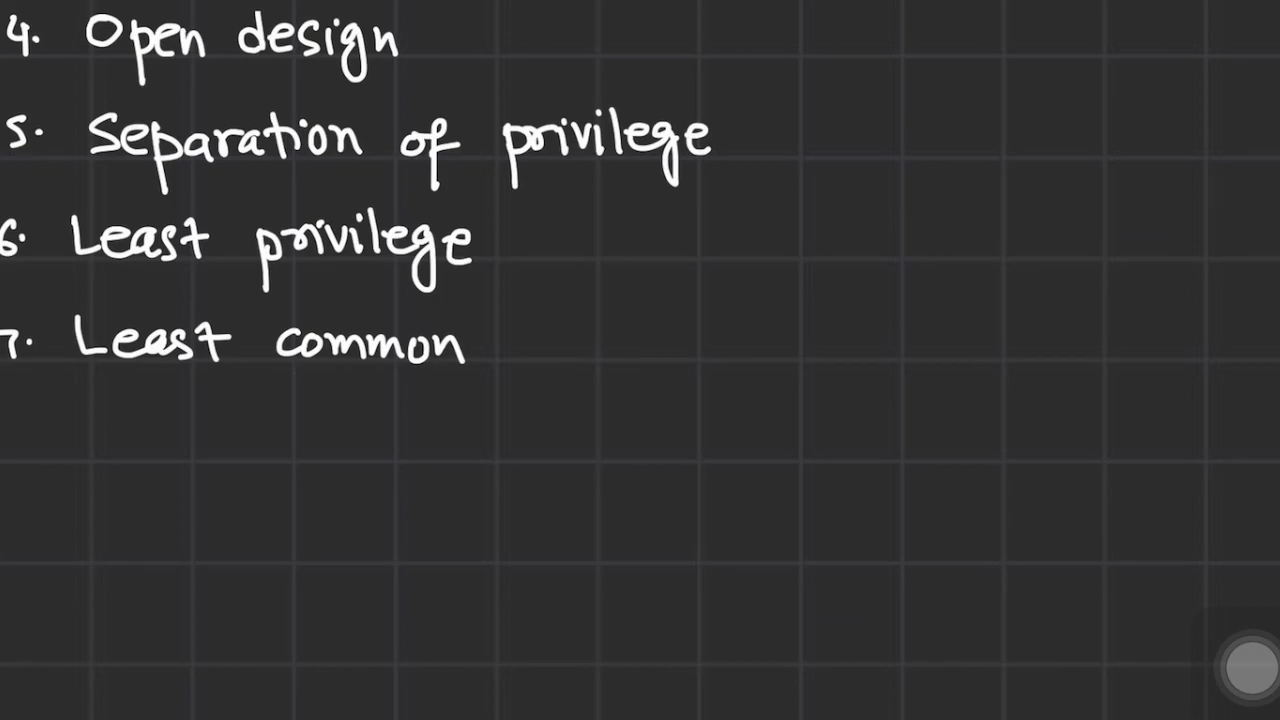 4. Open design
5. Separation of privilege
6. Least privilege
7. Least common